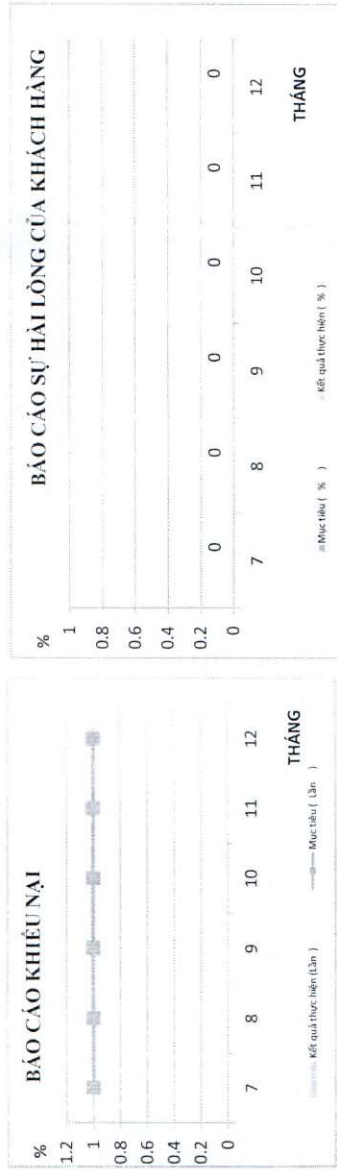 BÁO CÁO KHIẾU NẠI
%
1.2
1
0.8
0.6
0.4
0.2
0
7 8 9 10 11 12
THÁNG
Kết quả thực hiện (Lần ) Mục tiêu ( Lần )
BÁO CÁO SỰ HÀI LÒNG CỦA KHÁCH HÀNG
%
1
0.8
0.6
0.4
0.2
0
0 0 0 0 0 0
7 8 9 10 11 12
THÁNG
Mục tiêu ( % ) Kết quả thực hiện ( % )